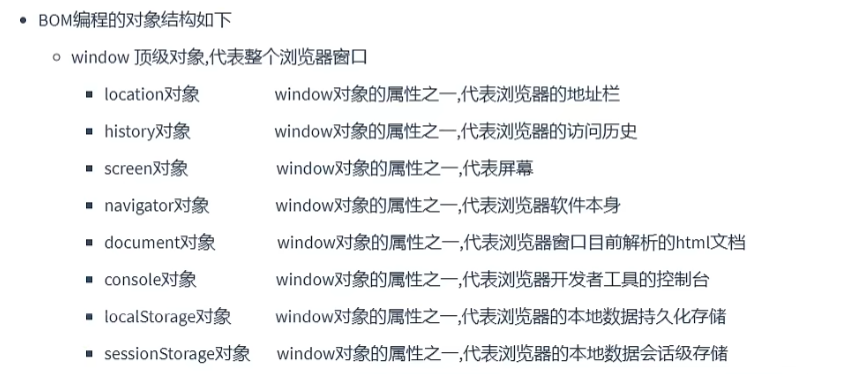 BOM编程的对象结构如下
window 顶级对象,代表整个浏览器窗口
location对象 window对象的属性之一,代表浏览器的地址栏
history对象 window对象的属性之一,代表浏览器的访问历史
screen对象 window对象的属性之一,代表屏幕
navigator对象 window对象的属性之一,代表浏览器软件本身
document对象 window对象的属性之一,代表浏览器窗口目前解析的html文档
console对象 window对象的属性之一,代表浏览器开发者工具的控制台
localStorage对象 window对象的属性之一,代表浏览器的本地数据持久化存储
sessionStorage对象 window对象的属性之一,代表浏览器的本地数据会话级存储